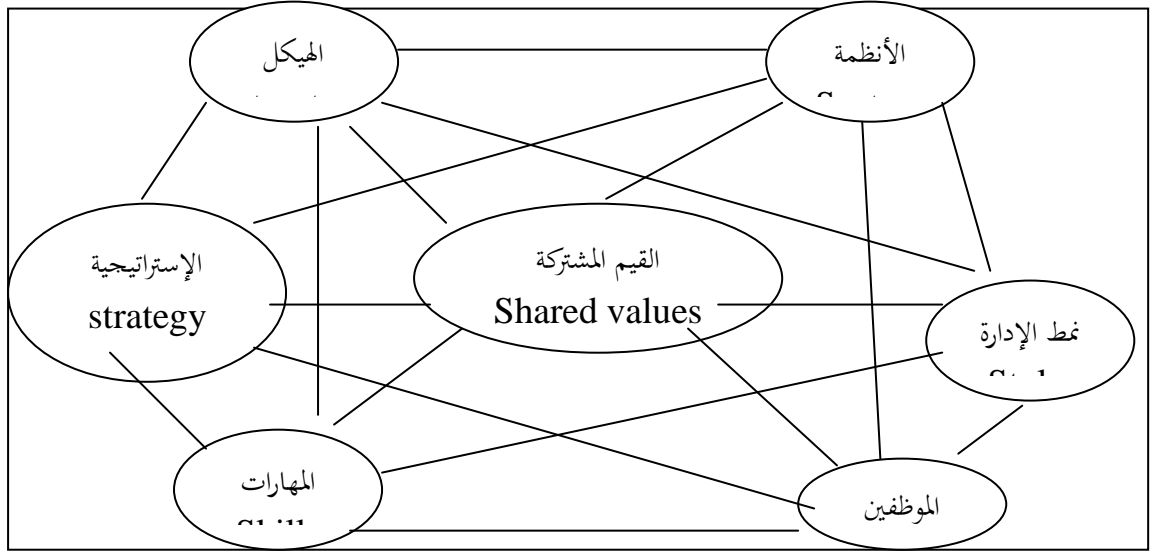 الهيكل
الأنظمة
الإستراتيجية
strategy
القيم المشتركة
Shared values
نمط الإدارة
المهارات
الموظفين